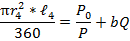 πr₄² * ℓ₄ / 360 = P₀ / P + bQ